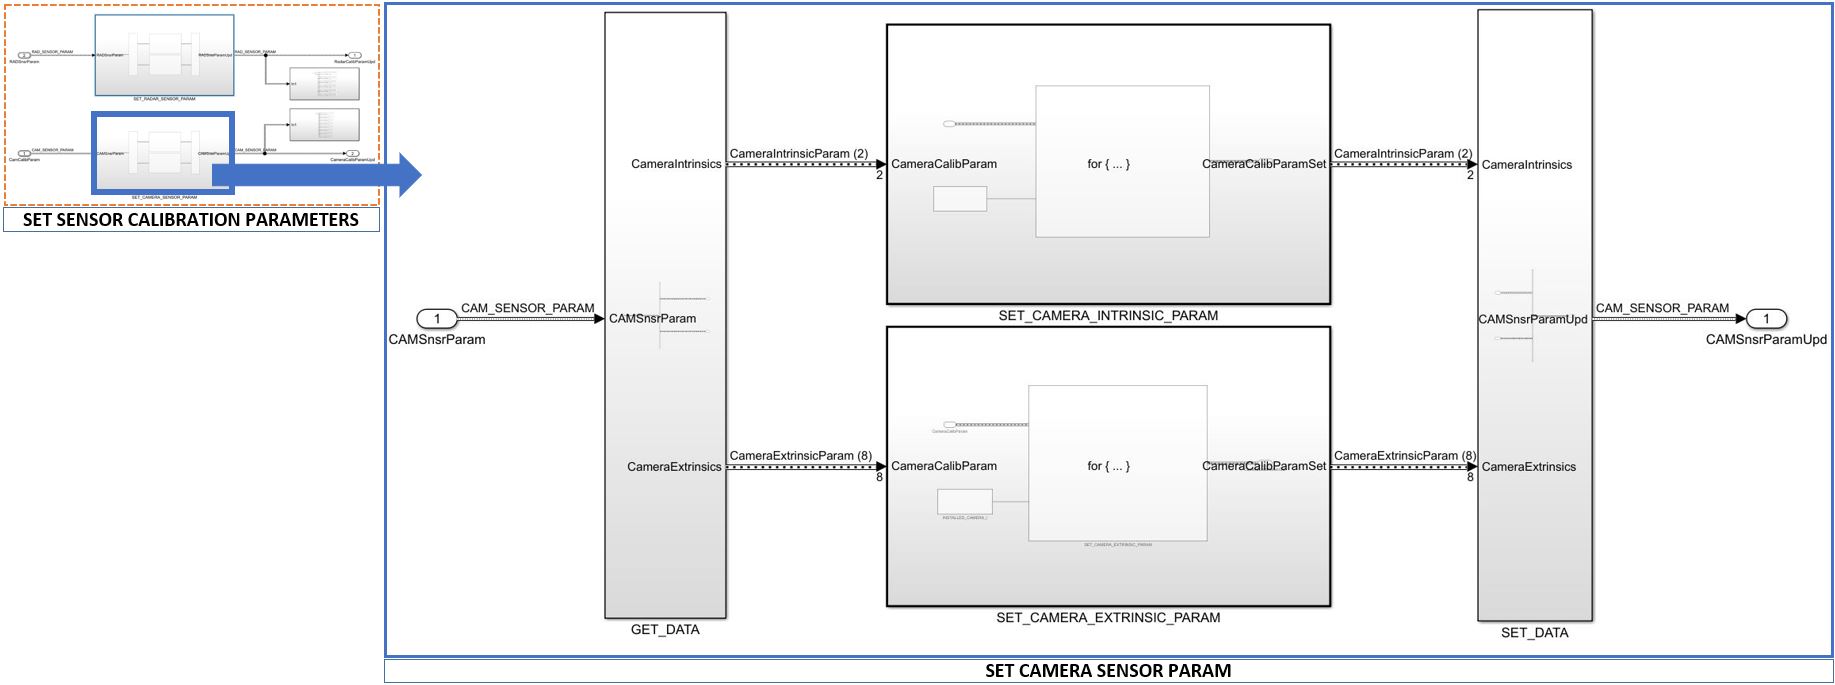 RAD_SENSOR_PARAM
RADSnsrParam
RADSnsrParam
RADSnsrParamUpd
RAD_SENSOR_PARAM
RadarCalibParamUpd
SET_RADAR_SENSOR_PARAM
CAM_SENSOR_PARAM
CamCalibParam
CAMSnsrParam
CAM_SENSOR_PARAM
2
CameraCalibParamUpd
SET_CAMERA_SENSOR_PARAM
SET SENSOR CALIBRATION PARAMETERS
1
CAM_SENSOR_PARAM
CAMSnsrParam
CameraIntrinsics
CAMSnsrParam
CameraExtrinsics
GET_DATA
CameraIntrinsicParam (2)
2
CameraCalibParam
for { ... }
CameraCalibParamSet
SET_CAMERA_INTRINSIC_PARAM
CameraIntrinsicParam (2)
2
CameraExtrinsicParam (8)
8
CameraCalibParam
CameraCalibParam
for { ... }
CameraCalibParamSet
SET_CAMERA_EXTRINSIC_PARAM
SET_CAMERA_EXTRINSIC_PARAM
CameraExtrinsicParam (8)
8
CameraIntrinsics
CAMSnsrParamUpd
CameraExtrinsics
SET_DATA
CAM_SENSOR_PARAM
1
CAMSnsrParamUpd
SET CAMERA SENSOR PARAM